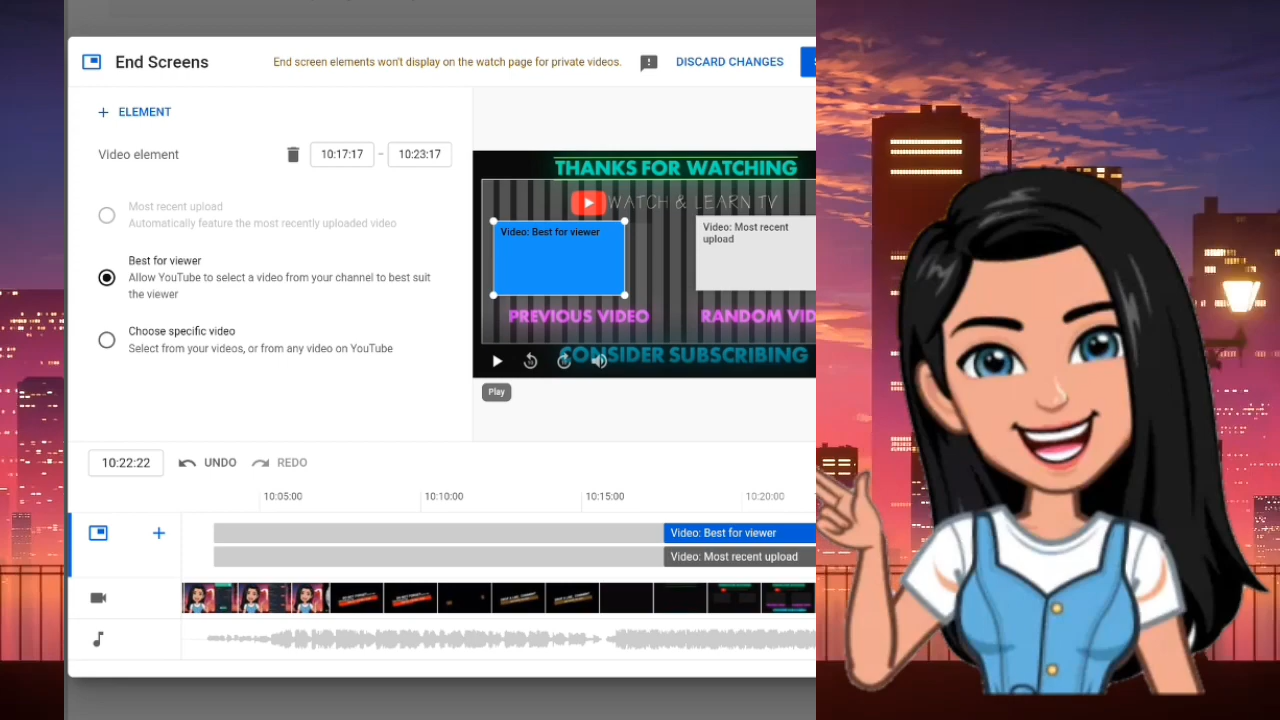 End Screens
End screen elements won't display on the watch page for private videos.
DISCARD CHANGES
+ ELEMENT
Video element
10:17:17 - 10:23:17
Most recent upload
Automatically feature the most recently uploaded video
Best for viewer
Allow YouTube to select a video from your channel to best suit
the viewer
Choose specific video
Select from your videos, or from any video on YouTube
THANKS FOR WATCHING
WATCH & LEARN TV
Video: Best for viewer
Video: Most recent
upload
PREVIOUS VIDEO
RANDOM VID
CONSIDER SUBSCRIBING
Play
10:22:22
UNDO
REDO
10:05:00
10:10:00
10:15:00
10:20:00
Video: Best for viewer
Video: Most recent upload